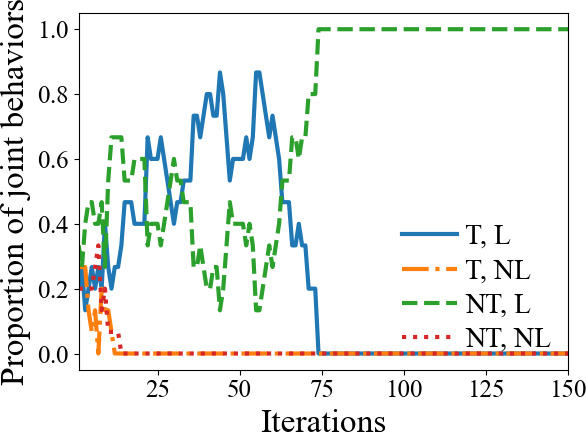 Proportion of joint behaviors
1.0
0.8
0.6
0.4
0.2
0.0
T, L
T, NL
NT, L
NT, NL
25 50 75 100 125 150
Iterations